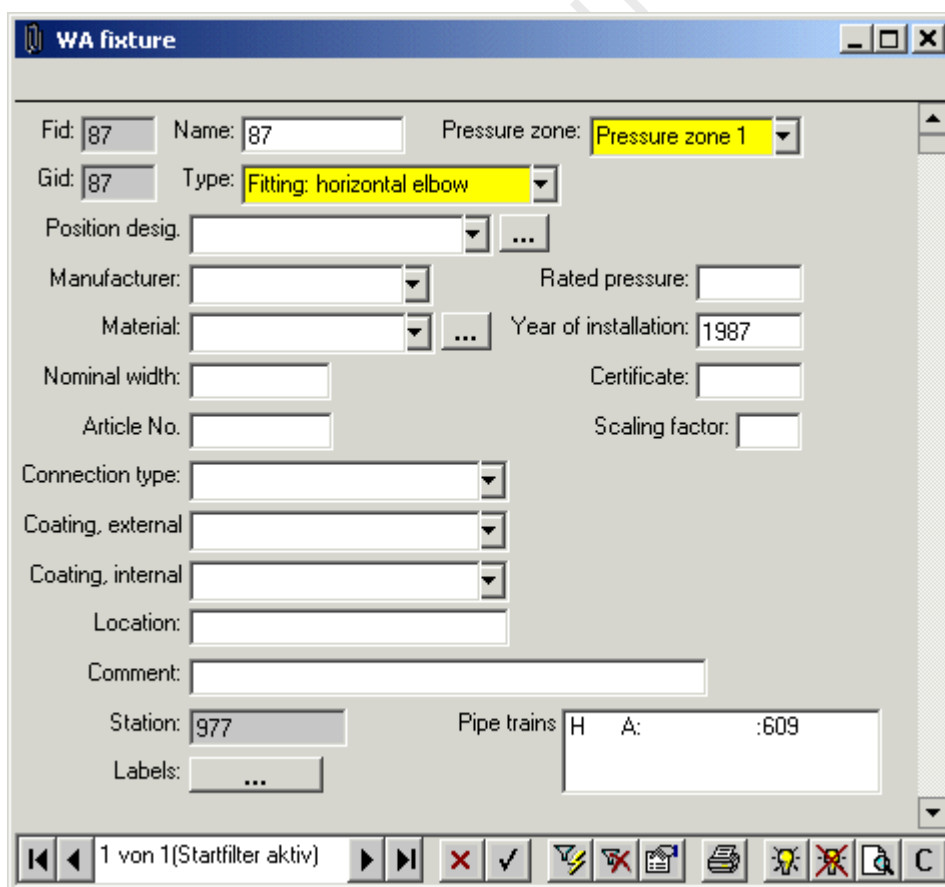 WA fixture
Fid: 87 Name: 87 Pressure zone: Pressure zone 1
Gid: 87 Type: Fitting: horizontal elbow
Position desig. ...
Manufacturer: Rated pressure:
Material: ... Year of installation: 1987
Nominal width: Certificate:
Article No. Scaling factor:
Connection type:
Coating, external
Coating, internal
Location:
Comment:
Station: 977 Pipe trains H A: :609
Labels: ...
1 von 1(Startfilter aktiv) C